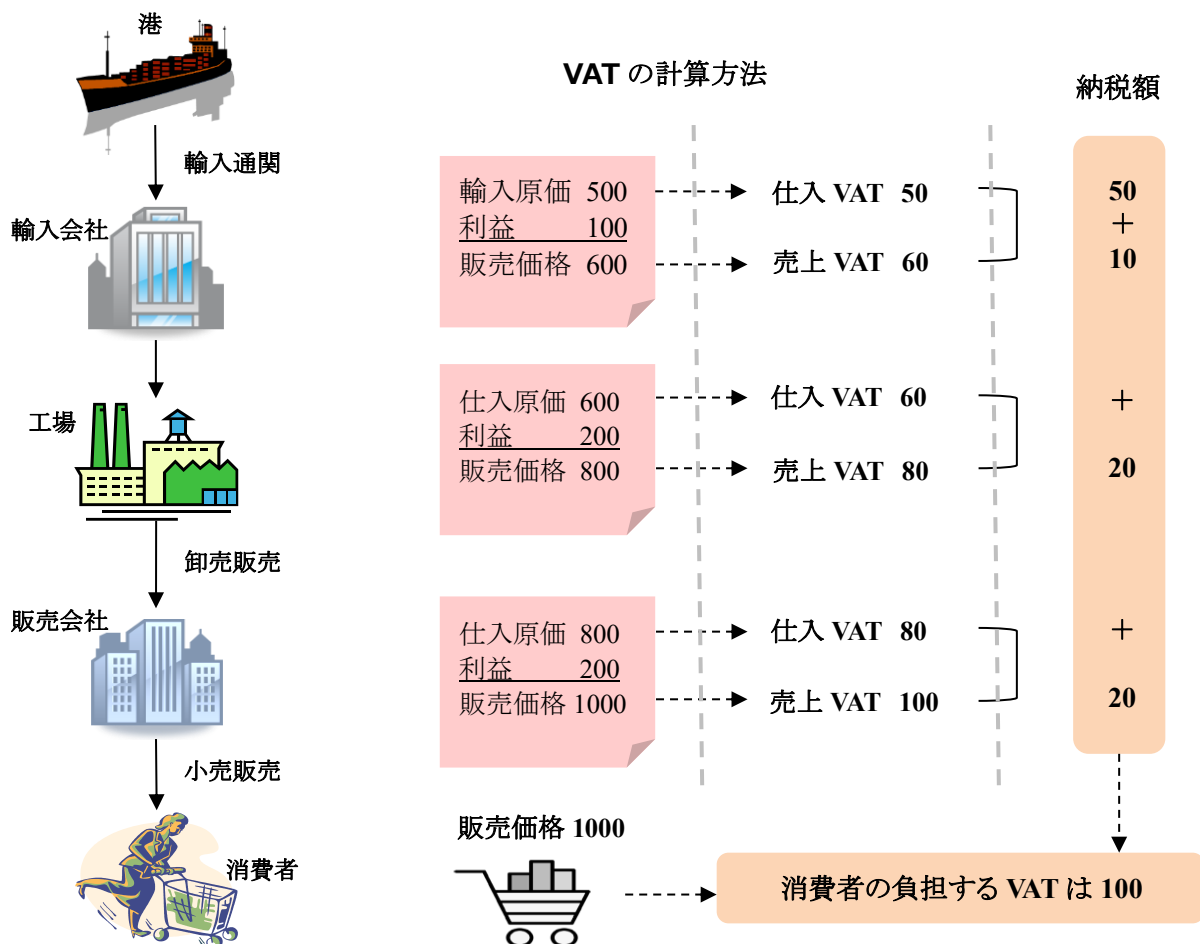 港
VAT の計算方法
納税額
輸入通関
輸入会社
輸入原価 500
利益 100
販売価格 600
仕入 VAT 50
売上 VAT 60
50
+
10
工場
仕入原価 600
利益 200
販売価格 800
仕入 VAT 60
売上 VAT 80
+
20
卸売販売
販売会社
仕入原価 800
利益 200
販売価格 1000
仕入 VAT 80
売上 VAT 100
+
20
小売販売
消費者
販売価格 1000
消費者の負担する VAT は 100